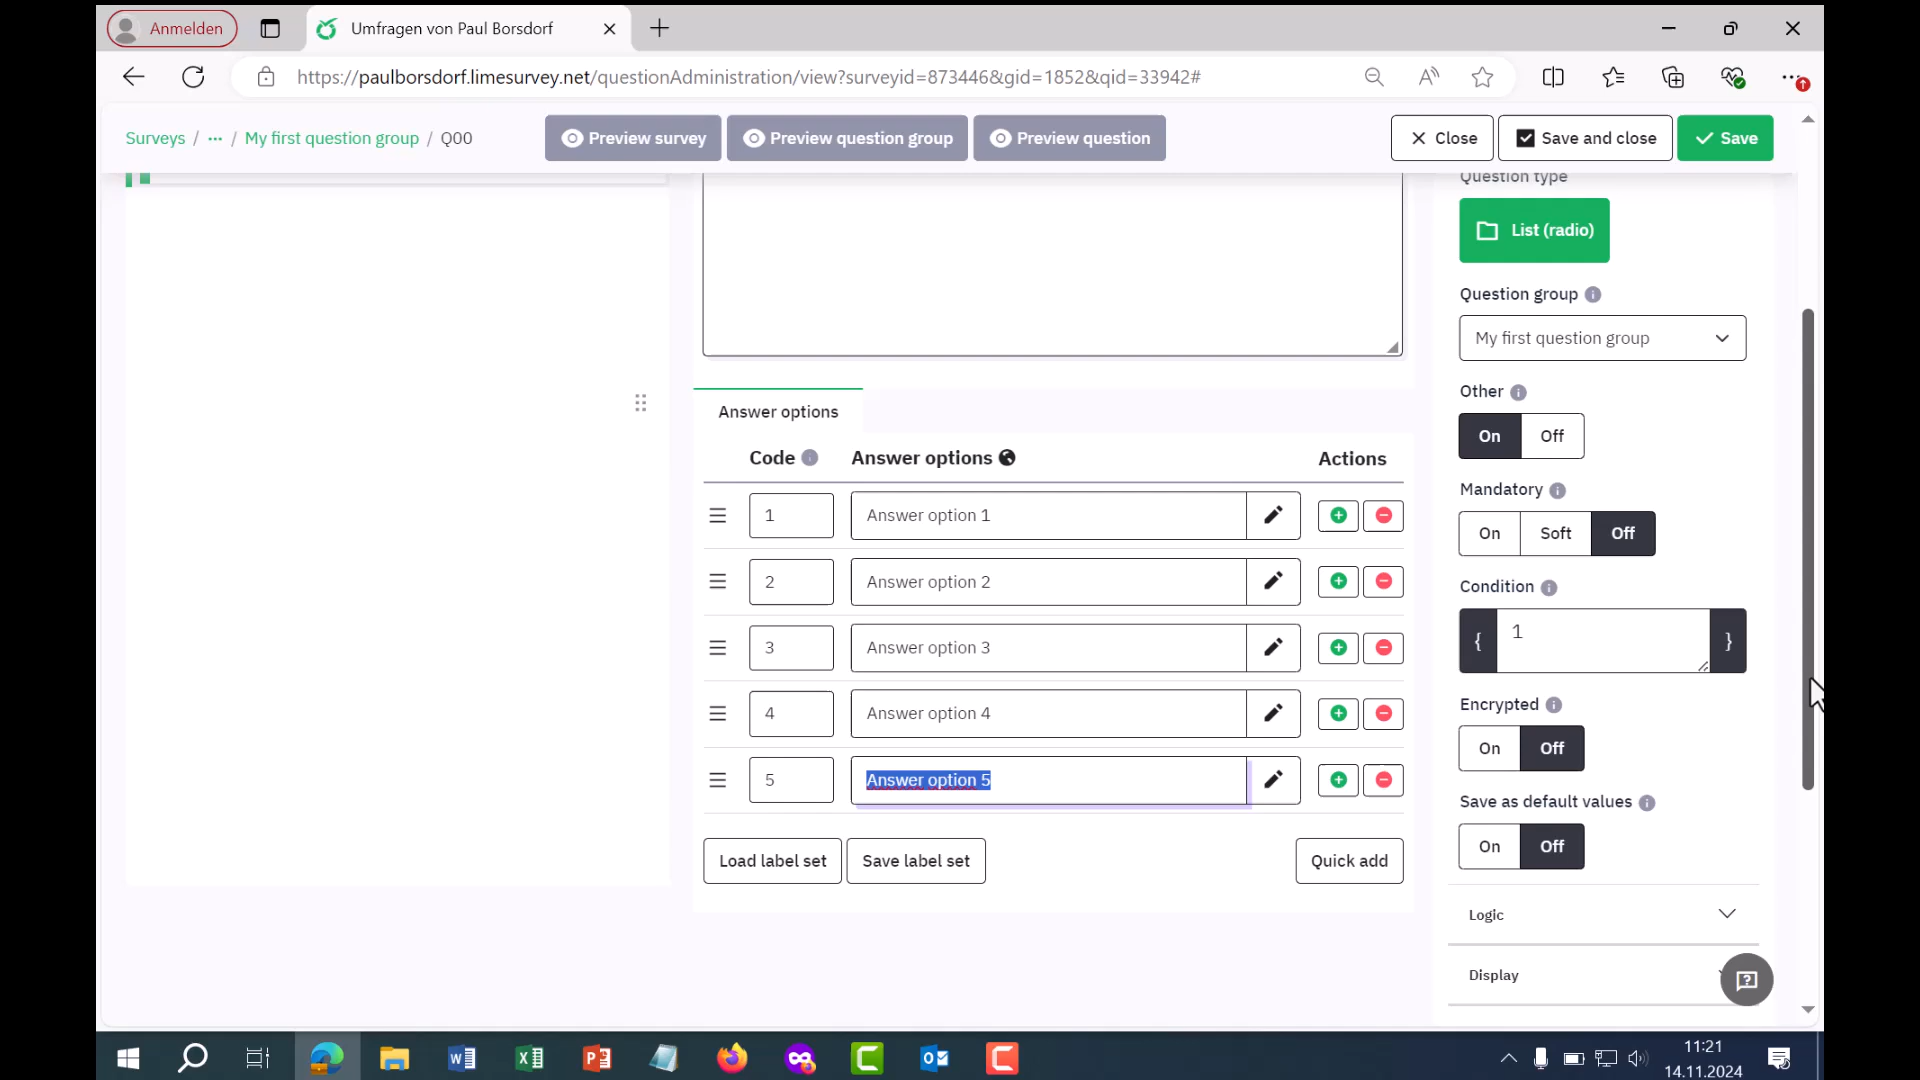 Anmelden
Umfragen von Paul Borsdorf
https://paulborsdorf.limesurvey.net/questionAdministration/view?surveyid=873446&gid=1852&qid=33942#
Surveys / ··· / My first question group / Q00
Preview survey
Preview question group
Preview question
Close
Save and close
Save
Question type
List (radio)
Question group
My first question group
Other
On Off
Mandatory
On Soft Off
Condition
{ 1 }
Encrypted
On Off
Save as default values
On Off
Logic
Display
Answer options
Code Answer options Actions
1 Answer option 1
2 Answer option 2
3 Answer option 3
4 Answer option 4
5 Answer option 5
Load label set
Save label set
Quick add
11:21
14.11.2024